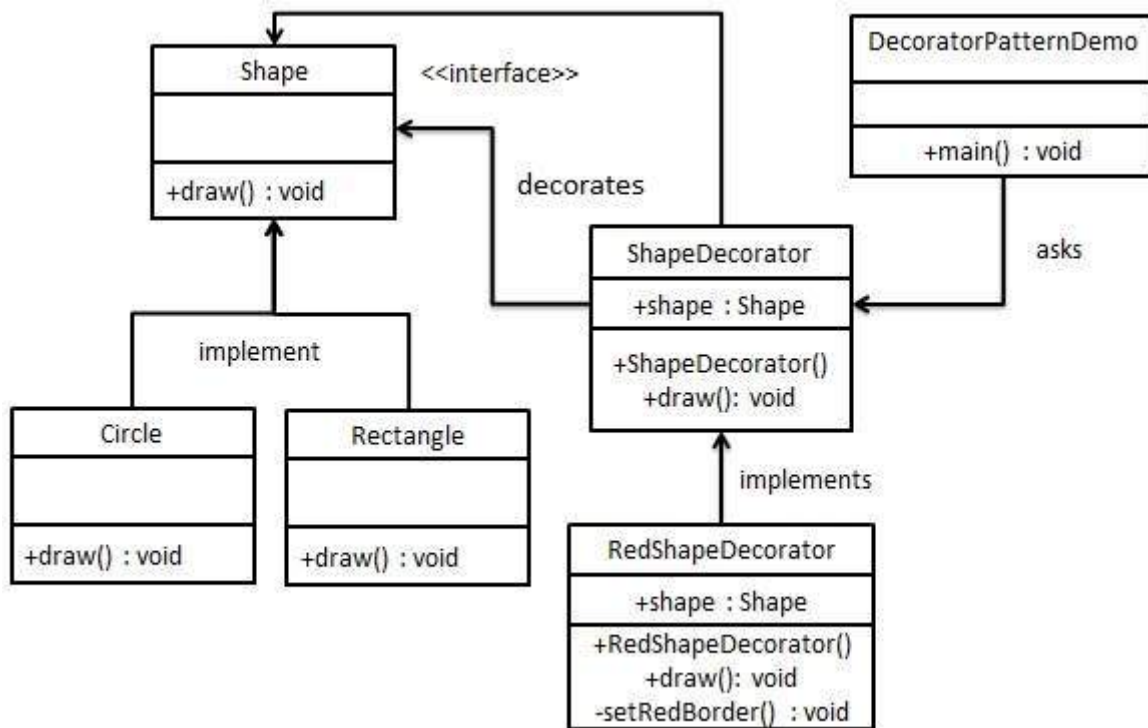 Shape
+draw() : void
<<interface>>
decorates
DecoratorPatternDemo
+main() : void
asks
ShapeDecorator
+shape : Shape
+ShapeDecorator()
+draw(): void
implement
Circle
+draw() : void
Rectangle
+draw() : void
implements
RedShapeDecorator
+shape : Shape
+RedShapeDecorator()
+draw(): void
-setRedBorder() : void